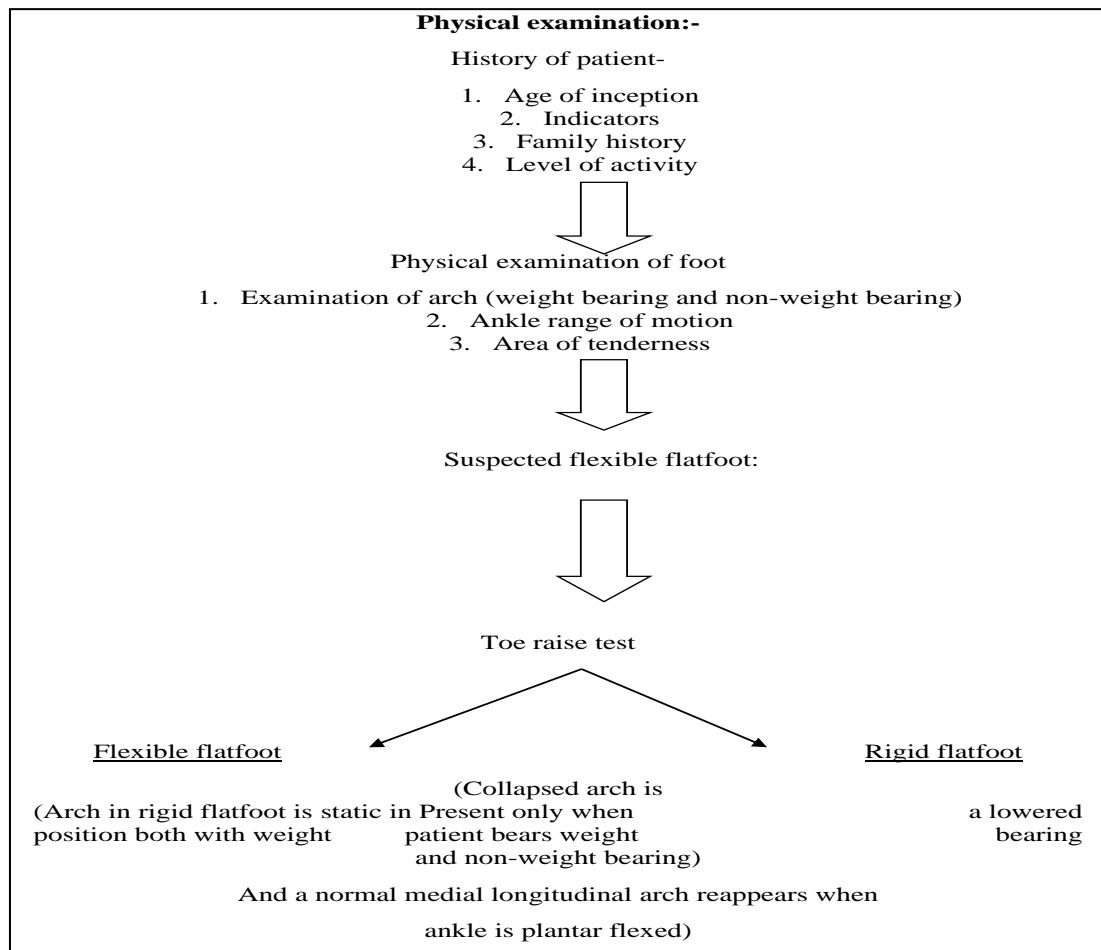 Physical examination:-
History of patient-
1. Age of inception
2. Indicators
3. Family history
4. Level of activity
Physical examination of foot
1. Examination of arch (weight bearing and non-weight bearing)
2. Ankle range of motion
3. Area of tenderness
Suspected flexible flatfoot:
Toe raise test
Flexible flatfoot Rigid flatfoot
(Collapsed arch is
(Arch in rigid flatfoot is static in Present only when a lowered
position both with weight patient bears weight bearing
and non-weight bearing)
And a normal medial longitudinal arch reappears when
ankle is plantar flexed)